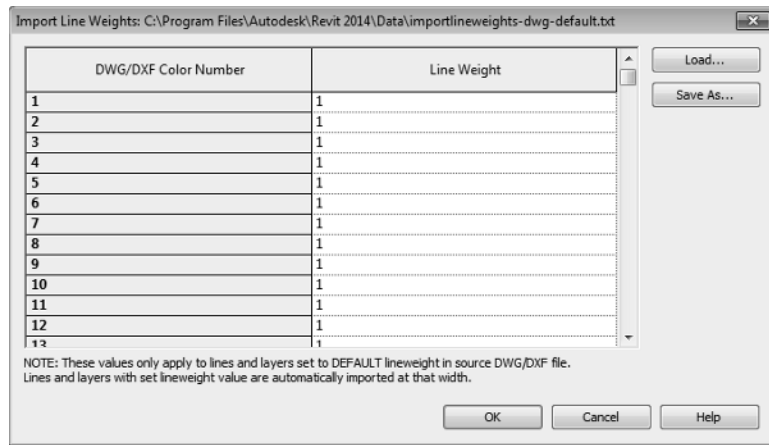 Import Line Weights: C:\Program Files\Autodesk\Revit 2014\Data\importlineweights-dwg-default.txt
DWG/DXF Color Number Line Weight
Load...
Save As...
1 1
2 1
3 1
4 1
5 1
6 1
7 1
8 1
9 1
10 1
11 1
12 1
13 1
NOTE: These values only apply to lines and layers set to DEFAULT lineweight in source DWG/DXF file.
Lines and layers with set lineweight value are automatically imported at that width.
OK Cancel Help